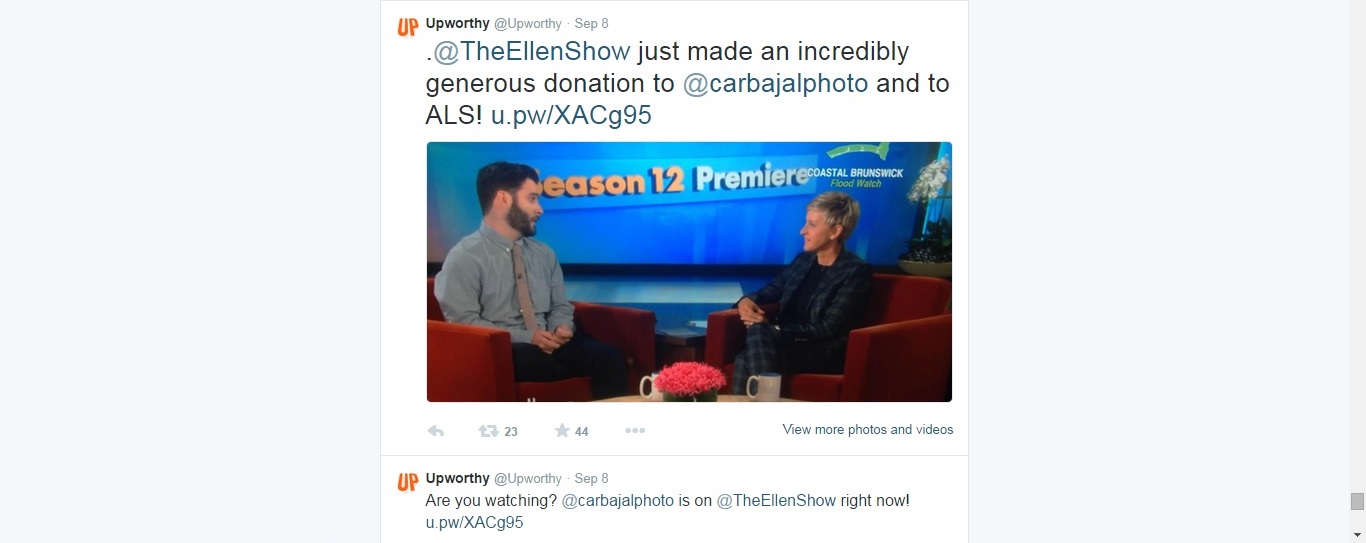 UP
Upworthy @Upworthy · Sep 8
.@TheEllenShow just made an incredibly
generous donation to @carbajalphoto and to
ALS! u.pw/XACg95
Season 12 Premiere
COASTAL BRUNSWICK
Flood Watch
23
44
View more photos and videos
UP
Upworthy @Upworthy · Sep 8
Are you watching? @carbajalphoto is on @TheEllenShow right now!
u.pw/XACg95